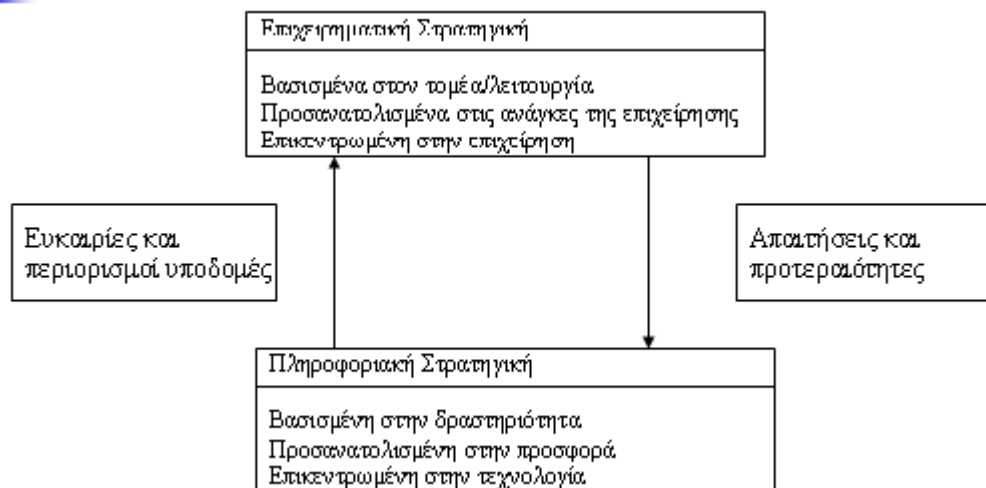 Επιχειρηματική Στρατηγική
Βασισμένα στον τομέα/λειτουργία
Προσανατολισμένα στις ανάγκες της επιχείρησης
Επικεντρωμένη στην επιχείρηση
Ευκαιρίες και
περιορισμοί υποδομές
Απαιτήσεις και
προτεραιότητες
Πληροφοριακή Στρατηγική
Βασισμένη στην δραστηριότητα
Προσανατολισμένη στην προσφορά
Επικεντρωμένη στην τεχνολογία